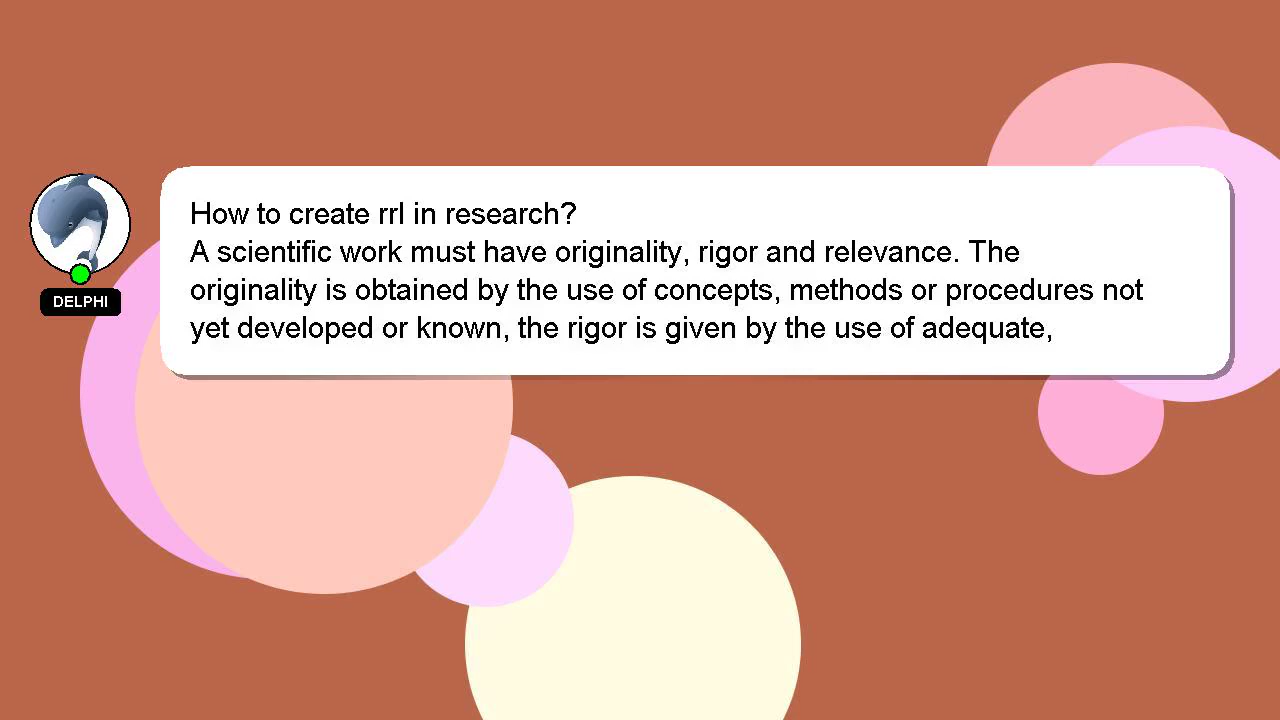 How to create rrl in research?
A scientific work must have originality, rigor and relevance. The
originality is obtained by the use of concepts, methods or procedures not
yet developed or known, the rigor is given by the use of adequate,
DELPHI